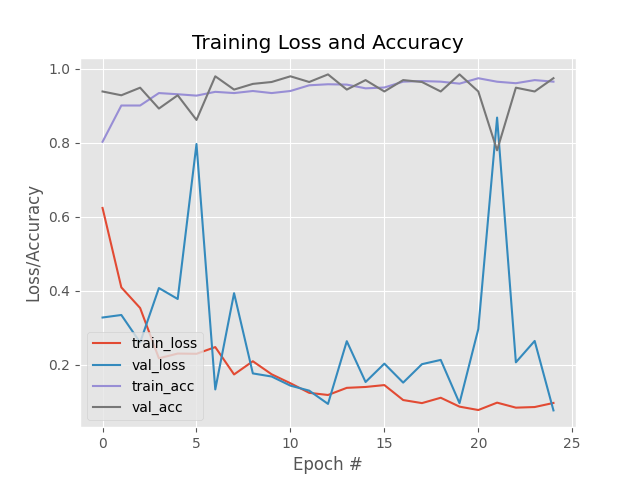 Training Loss and Accuracy
1.0
0.8
0.6
0.4
0.2
Loss/Accuracy
train_loss
val_loss
train_acc
val_acc
0 5 10 15 20 25
Epoch #